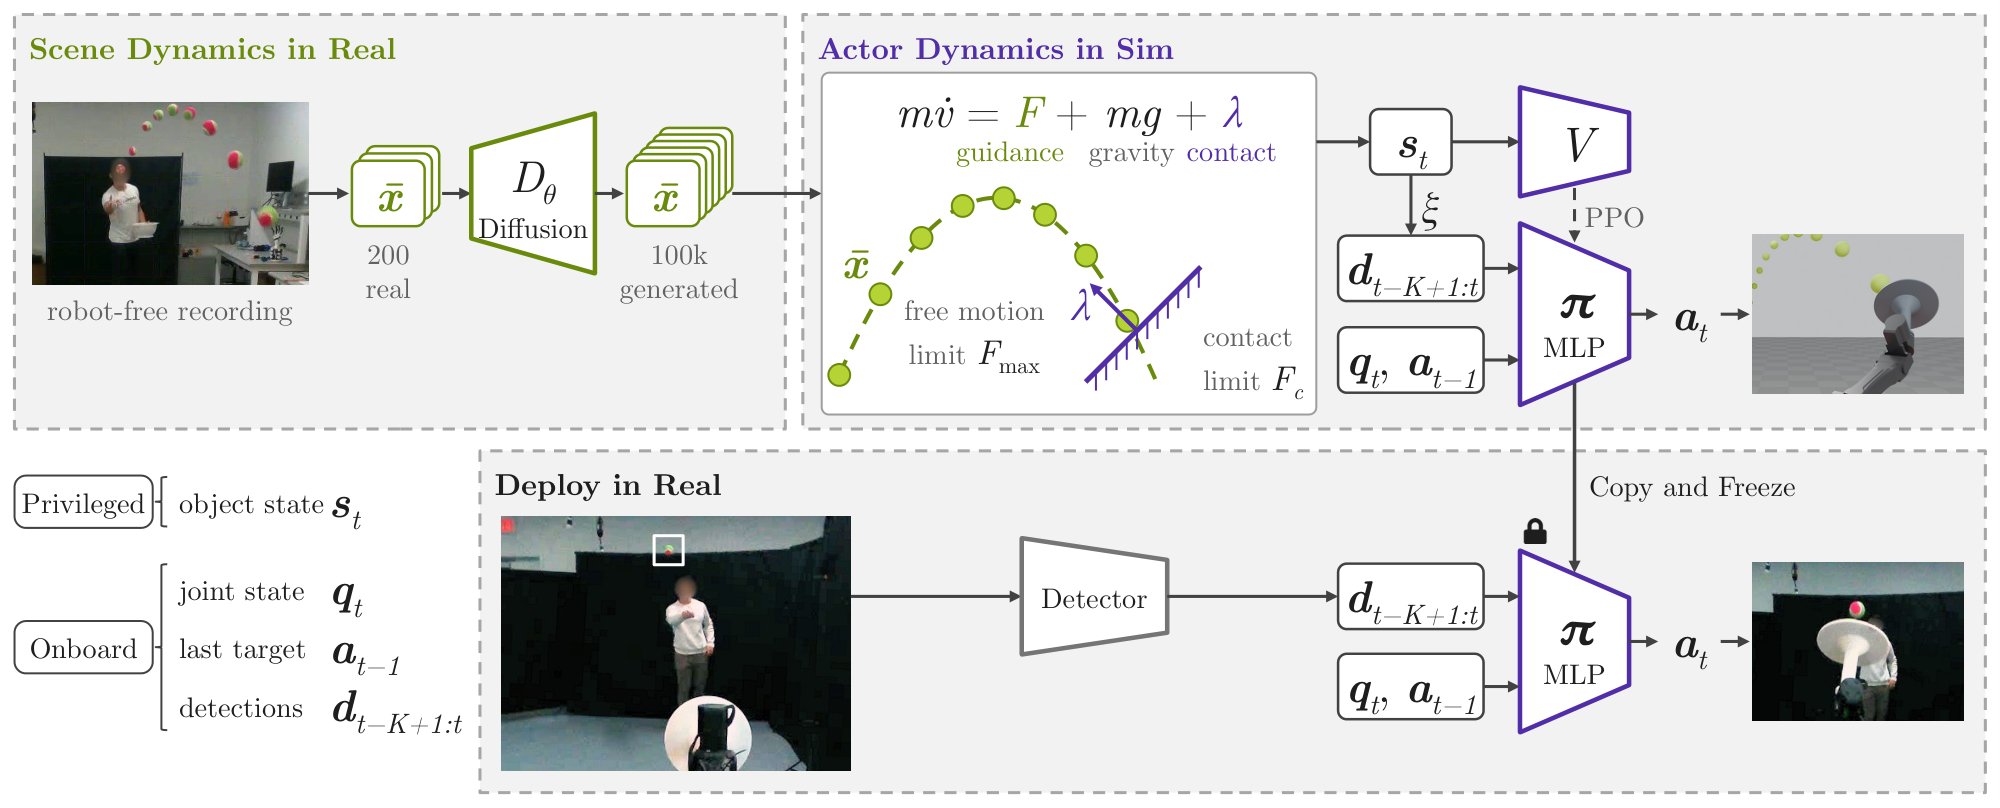 Scene Dynamics in Real
x̄
200
real
D_θ
Diffusion
x̄
100k
generated
robot-free recording
Actor Dynamics in Sim
mv̇ = F + mg + λ
guidance gravity contact
x̄
free motion
limit F_max
λ
contact
limit F_c
s_t
V
ξ
PPO
d_{t−K+1:t}
q_t, a_{t−1}
π
MLP
a_t
Privileged
object state s_t
Onboard
joint state q_t
last target a_{t−1}
detections d_{t−K+1:t}
Deploy in Real
Detector
Copy and Freeze
d_{t−K+1:t}
q_t, a_{t−1}
π
MLP
a_t